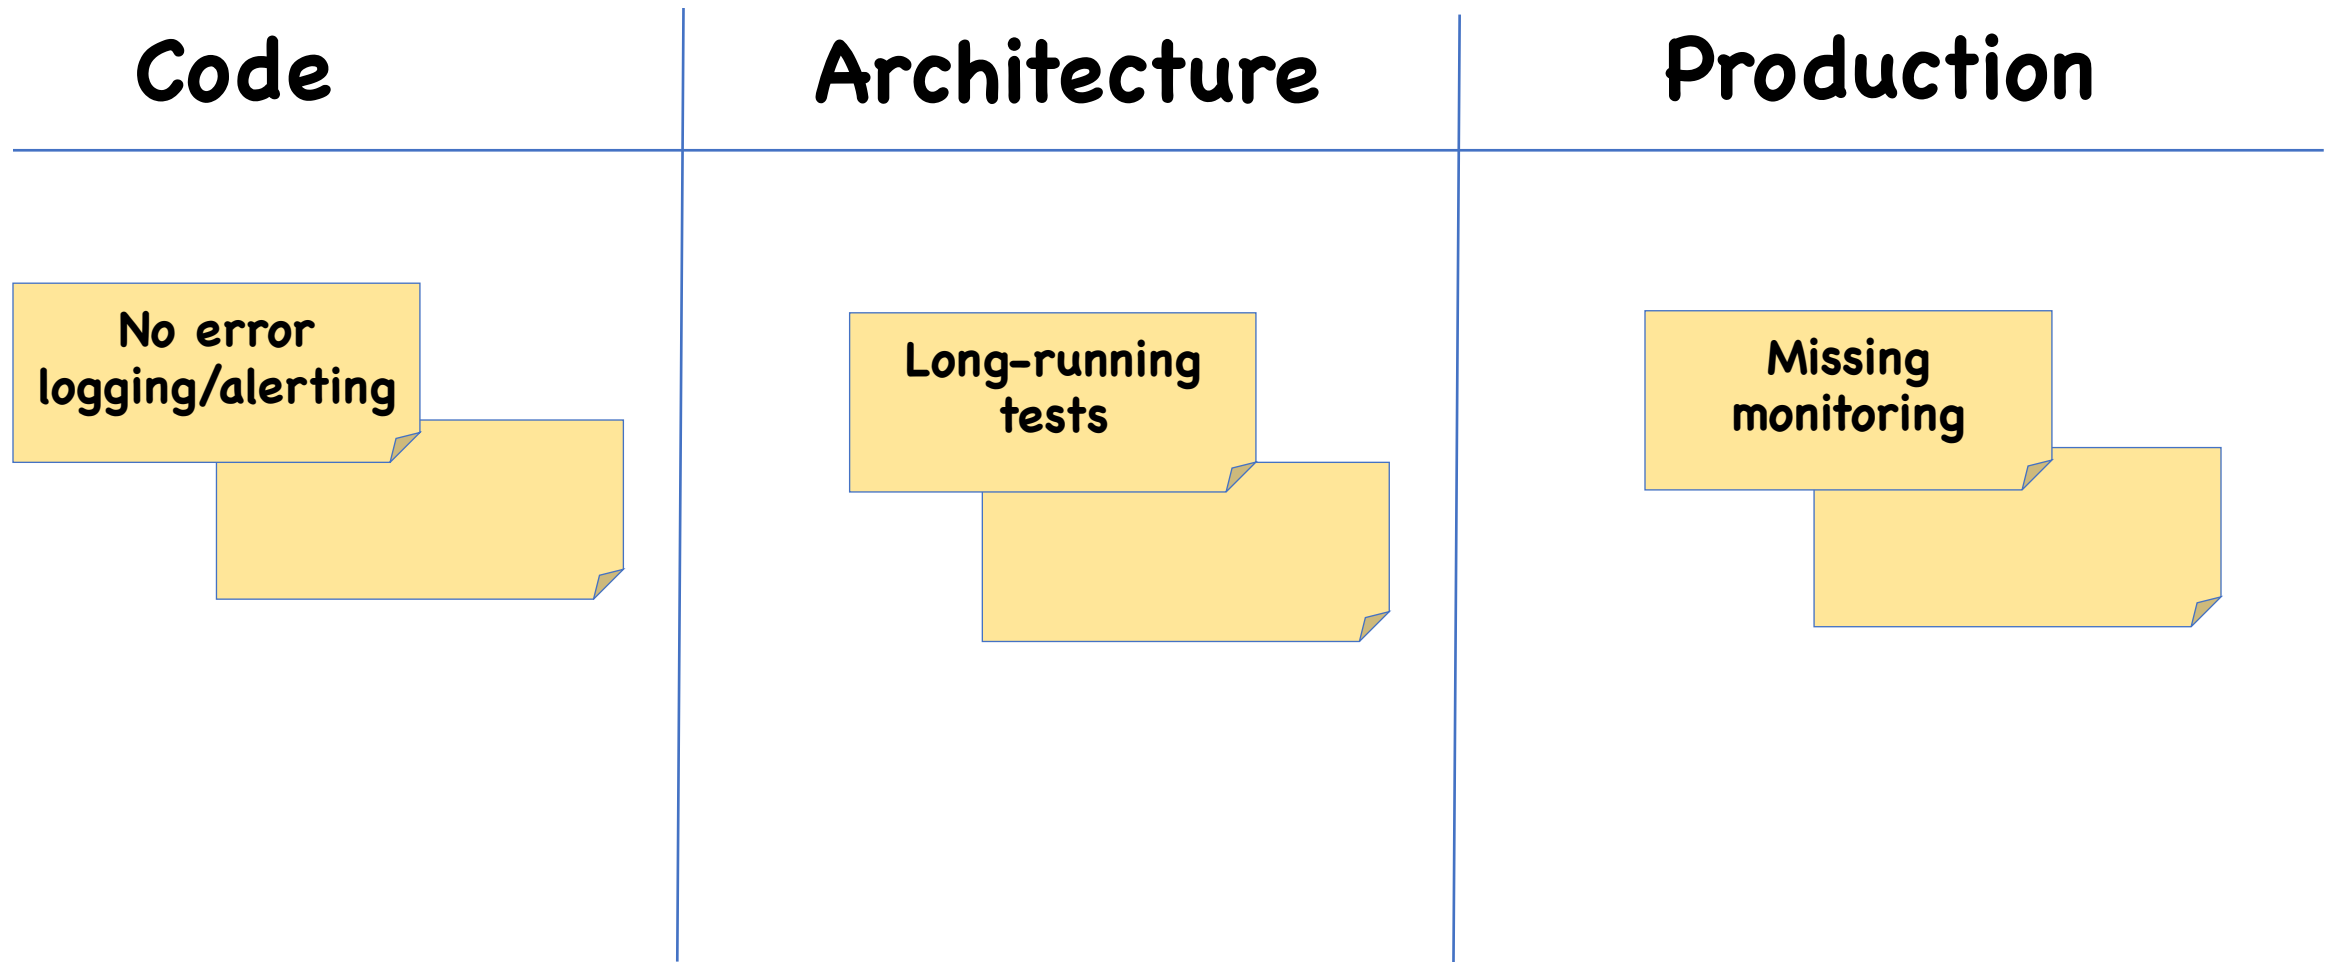 Code
Architecture
Production
No error
logging/alerting
Long-running
tests
Missing
monitoring